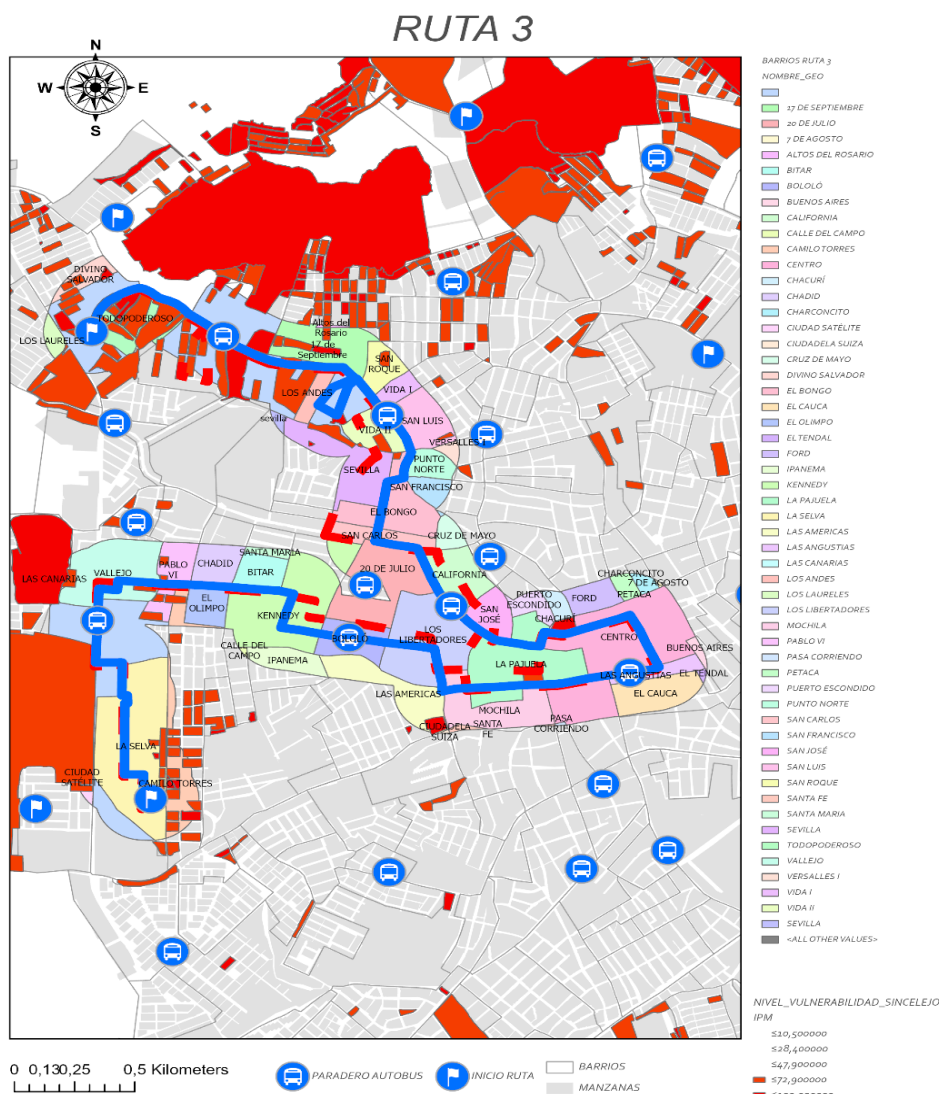 RUTA 3
N
W
E
S
DIVINO
SALVADOR
TODOPODEROSO
LOS LAURELES
Altos del
Rosario
17 de
Septiembre
SAN
ROQUE
LOS ANDES
VIDA I
sevilla
VIDA II
SAN LUIS
VERSALLES I
SEVILLA
PUNTO
NORTE
SAN FRANCISCO
EL BONGO
SAN CARLOS
CRUZ DE MAYO
SANTA MARIA
PABLO
VI
CHADID
BITAR
LAS CANARIAS
VALLEJO
20 DE JULIO
CALIFORNIA
CHARCONCITO
7 DE AGOSTO
PETACA
PUERTO
ESCONDIDO
FORD
EL
OLIMPO
KENNEDY
SAN
JOSÉ
CHACURÍ
BOLOLÓ
LOS
LIBERTADORES
CENTRO
BUENOS AIRES
CALLE DEL
CAMPO
IPANEMA
LA PAJUELA
LAS ANGUSTIAS
EL TENDAL
LAS AMERICAS
EL CAUCA
MOCHILA
CIUDADELA
SUIZA
SANTA
FE
PASA
CORRIENDO
LA SELVA
CIUDAD
SATÉLITE
CAMILO TORRES
BARRIOS RUTA 3
NOMBRE_GEO
17 DE SEPTIEMBRE
20 DE JULIO
7 DE AGOSTO
ALTOS DEL ROSARIO
BITAR
BOLOLÓ
BUENOS AIRES
CALIFORNIA
CALLE DEL CAMPO
CAMILO TORRES
CENTRO
CHACURÍ
CHADID
CHARCONCITO
CIUDAD SATÉLITE
CIUDADELA SUIZA
CRUZ DE MAYO
DIVINO SALVADOR
EL BONGO
EL CAUCA
EL OLIMPO
EL TENDAL
FORD
IPANEMA
KENNEDY
LA PAJUELA
LA SELVA
LAS AMERICAS
LAS ANGUSTIAS
LAS CANARIAS
LOS ANDES
LOS LAURELES
LOS LIBERTADORES
MOCHILA
PABLO VI
PASA CORRIENDO
PETACA
PUERTO ESCONDIDO
PUNTO NORTE
SAN CARLOS
SAN FRANCISCO
SAN JOSÉ
SAN LUIS
SAN ROQUE
SANTA FE
SANTA MARIA
SEVILLA
TODOPODEROSO
VALLEJO
VERSALLES I
VIDA I
VIDA II
SEVILLA
<ALL OTHER VALUES>
NIVEL_VULNERABILIDAD_SINCELEJO
IPM
≤10,500000
≤28,400000
≤47,900000
≤72,900000
0 0,130,25 0,5 Kilometers
PARADERO AUTOBUS
INICIO RUTA
BARRIOS
MANZANAS